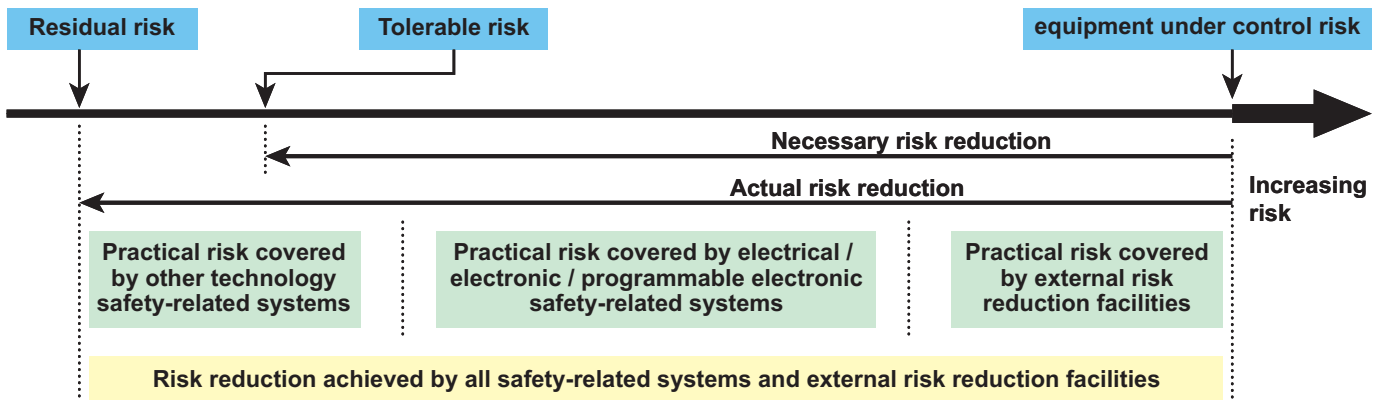 Residual risk
Tolerable risk
equipment under control risk
Necessary risk reduction
Actual risk reduction
Increasing
risk
Practical risk covered
by other technology
safety-related systems
Practical risk covered by electrical /
electronic / programmable electronic
safety-related systems
Practical risk covered
by external risk
reduction facilities
Risk reduction achieved by all safety-related systems and external risk reduction facilities